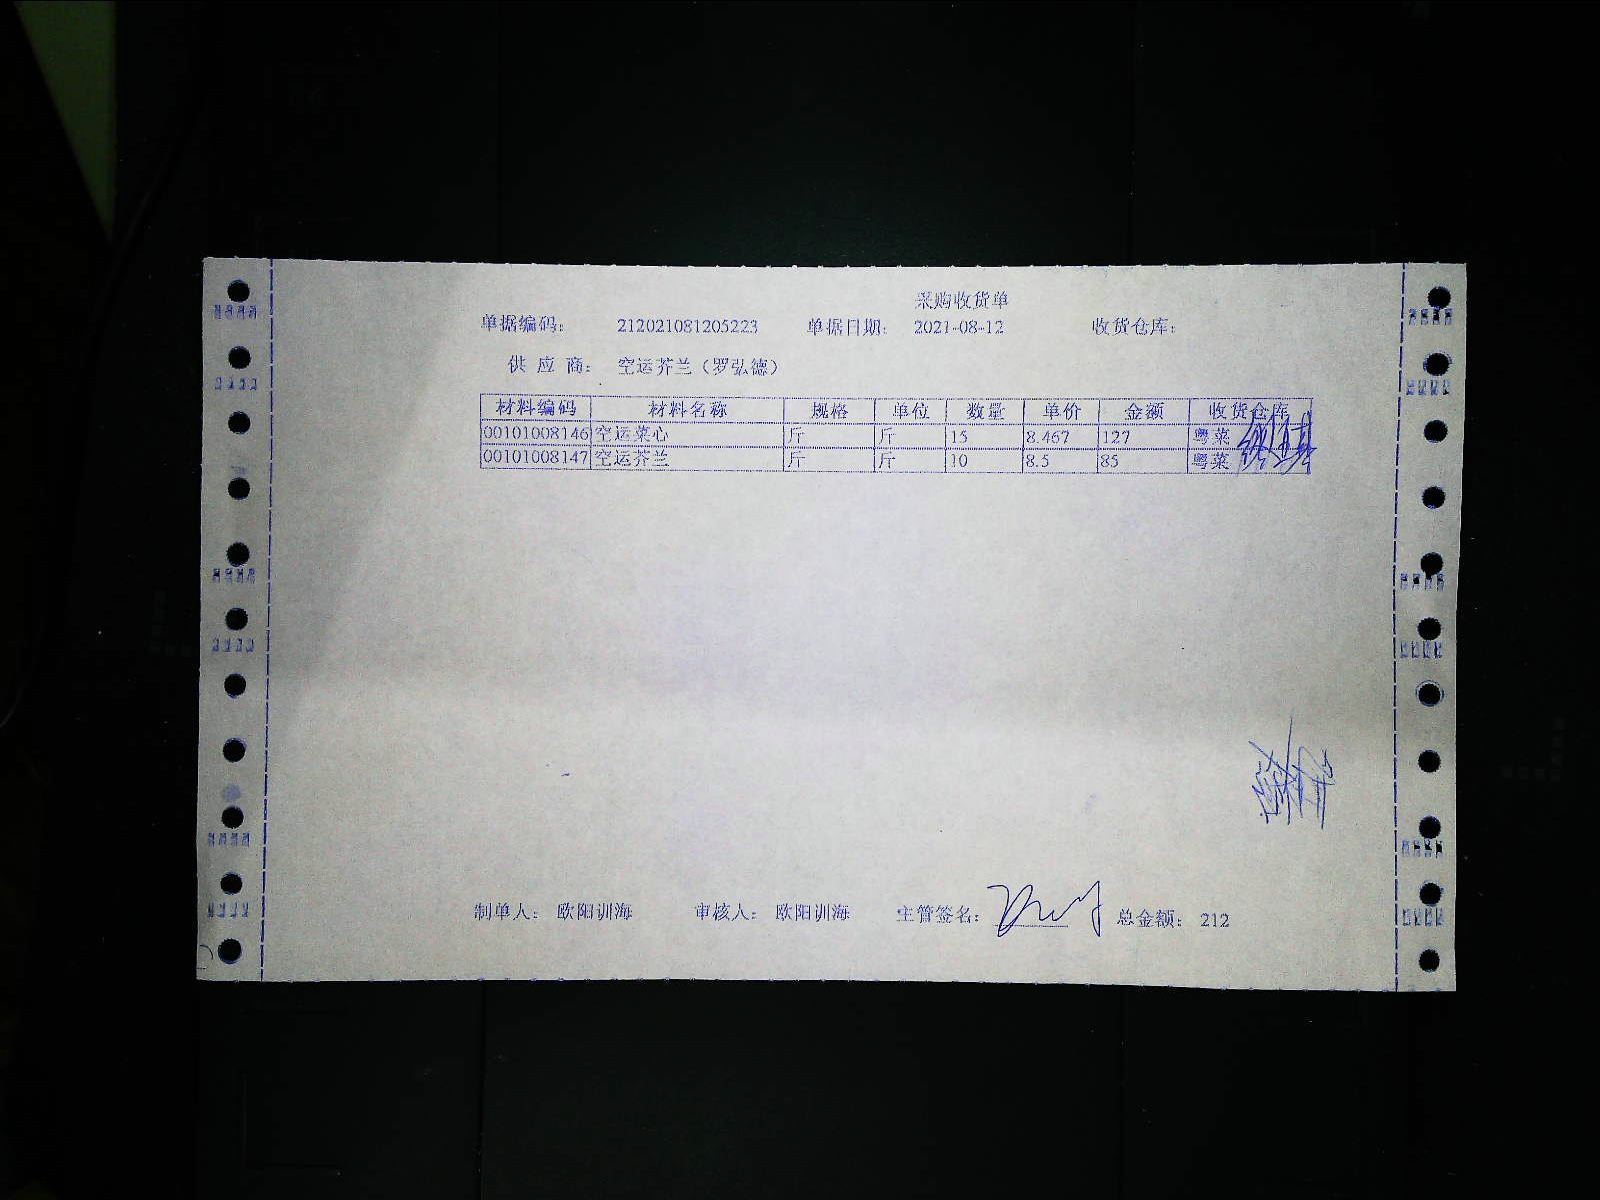 采购收货单
单据编码： 212021081205223 单据日期： 2021-08-12 收货仓库：
供 应 商： 空运芥兰（罗弘德）
材料编码 材料名称 规格 单位 数量 单价 金额 收货仓库
00101008146 空运菜心 斤 斤 15 8.467 127 粤菜
00101008147 空运芥兰 斤 斤 10 8.5 85 粤菜
制单人： 欧阳训海 审核人： 欧阳训海 主管签名： 总金额： 212